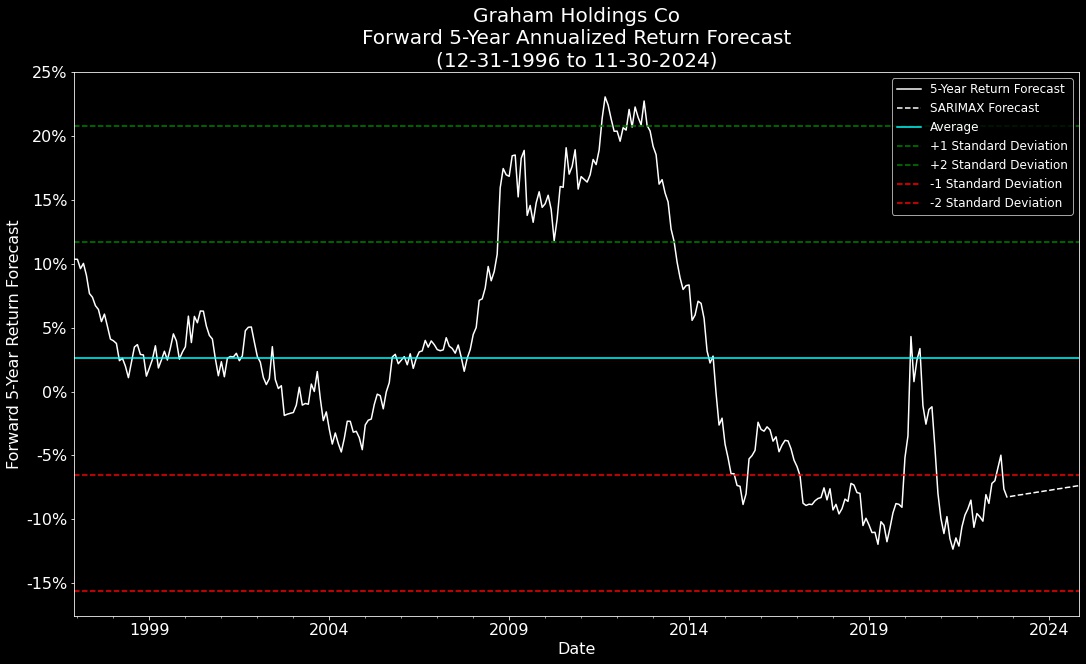 Graham Holdings Co
Forward 5-Year Annualized Return Forecast
(12-31-1996 to 11-30-2024)
25%
20%
15%
10%
5%
0%
-5%
-10%
-15%
Forward 5-Year Return Forecast
5-Year Return Forecast
SARIMAX Forecast
Average
+1 Standard Deviation
+2 Standard Deviation
-1 Standard Deviation
-2 Standard Deviation
1999
2004
2009
2014
2019
2024
Date